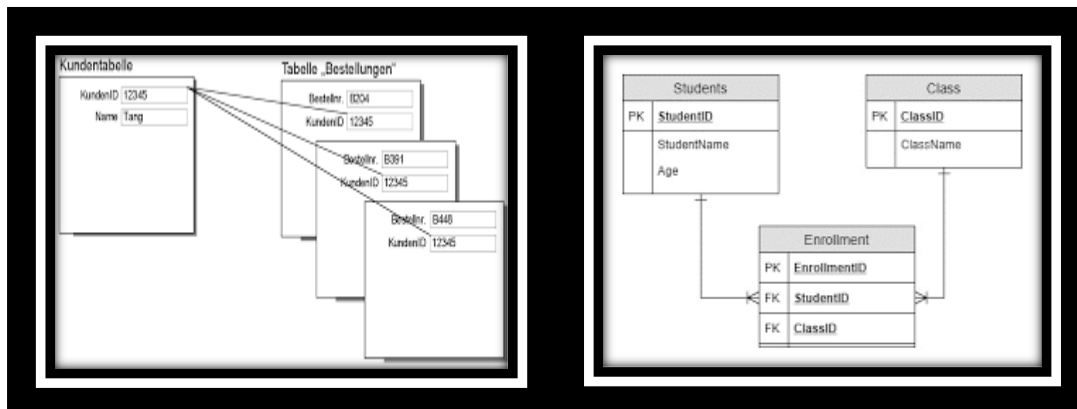 Kundentabelle
KundenID 12345
Name Tang
Tabelle „Bestellungen"
Bestellnr. B204
KundenID 12345
Bestellnr. B391
KundenID 12345
Bestellnr. B448
KundenID 12345
Students
PK StudentID
StudentName
Age
Class
PK ClassID
ClassName
Enrollment
PK EnrollmentID
FK StudentID
FK ClassID